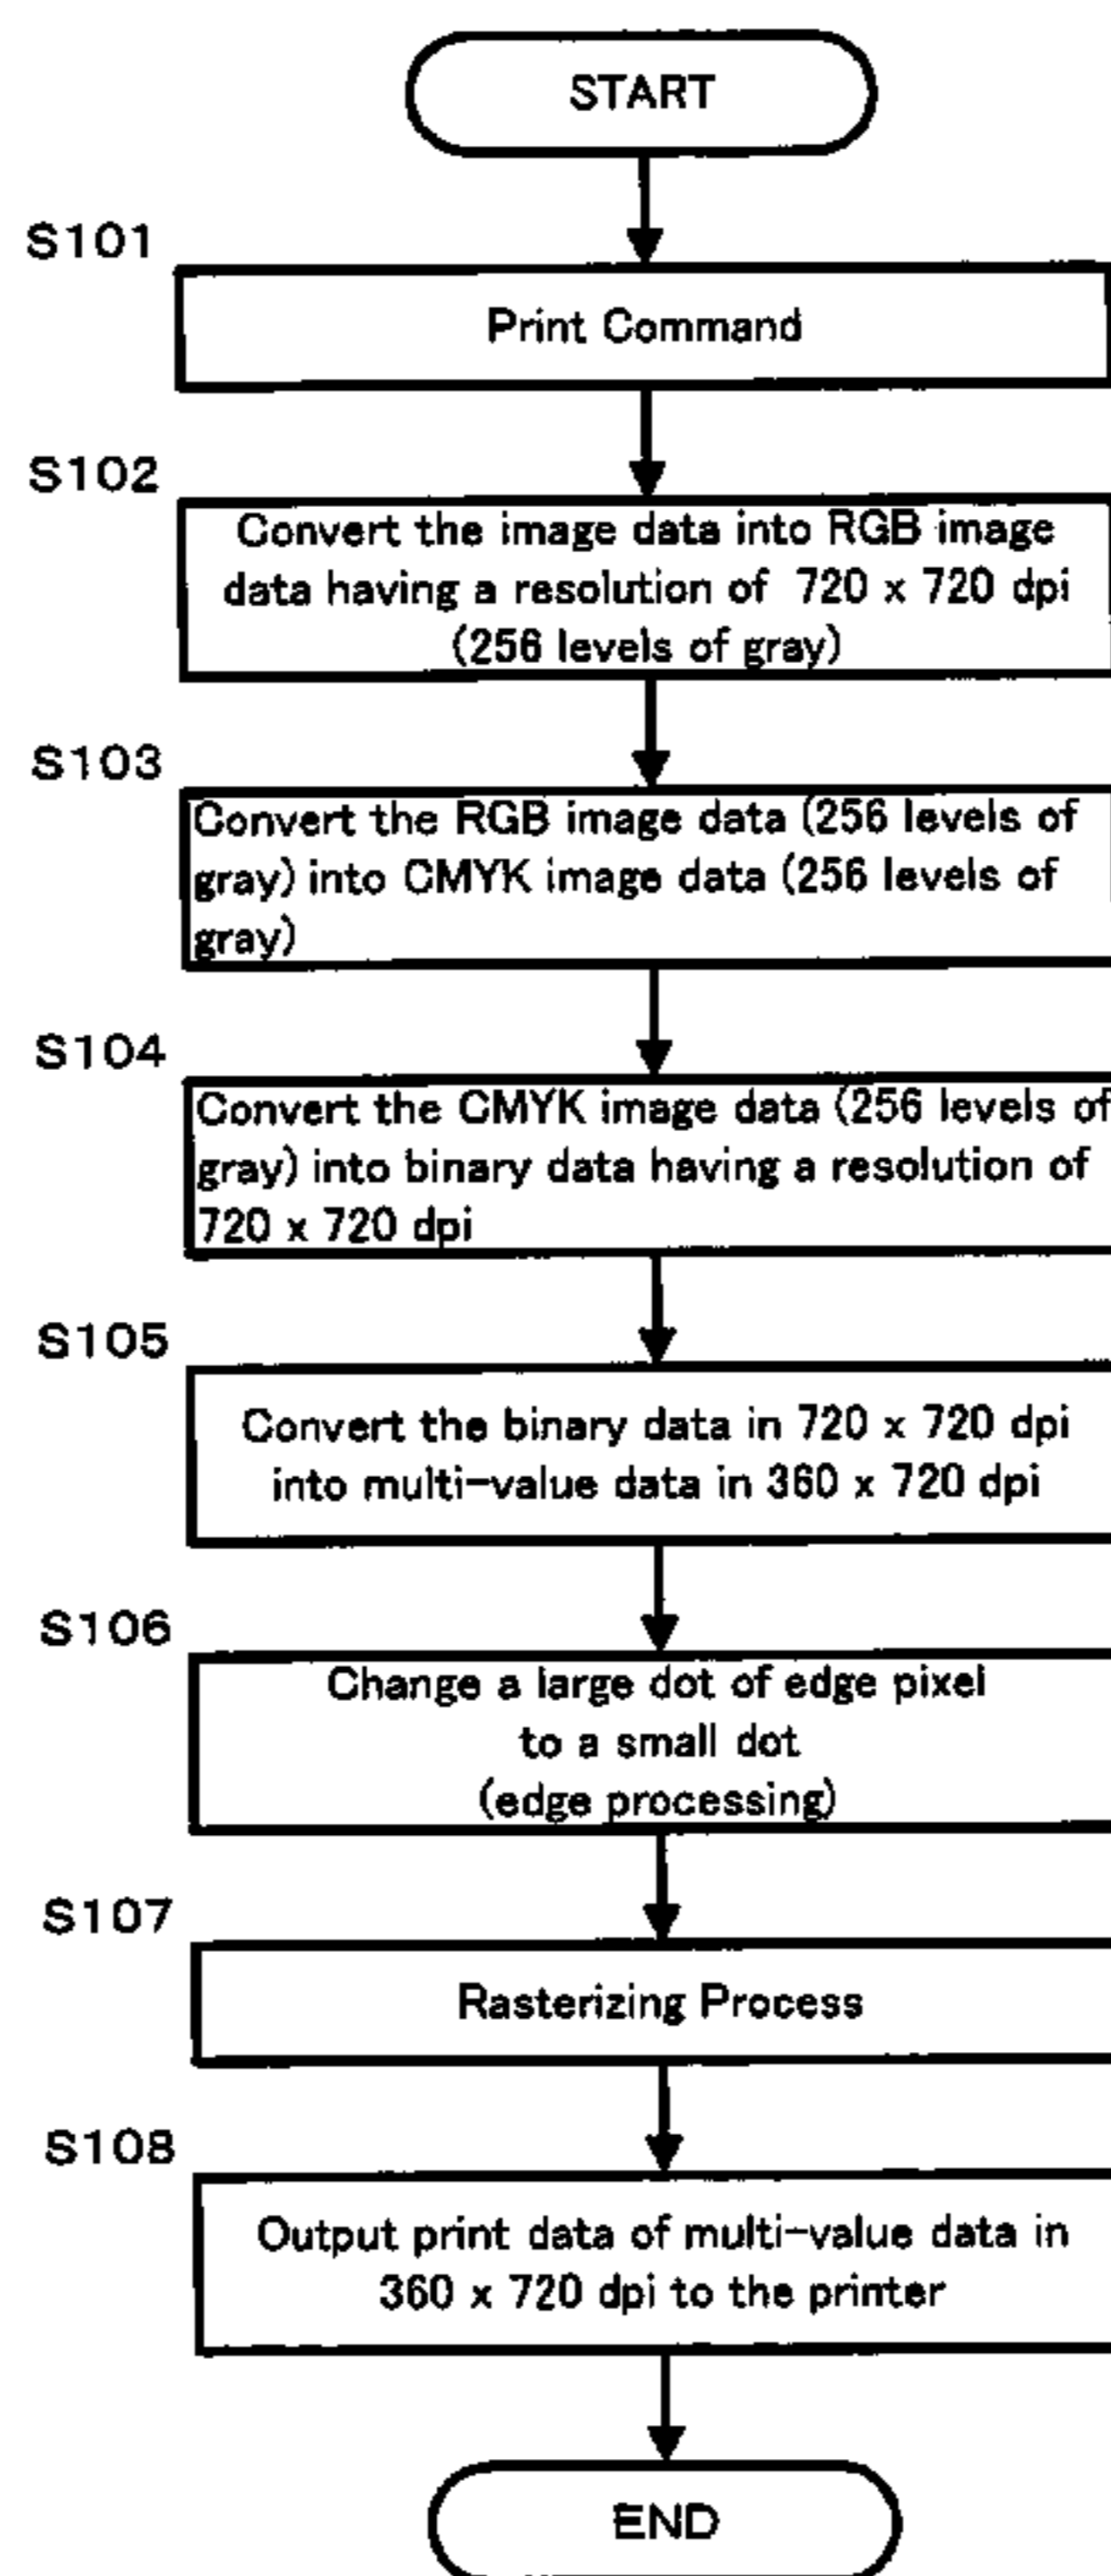 START
S101
Print Command
S102
Convert the image data into RGB image
data having a resolution of 720 x 720 dpi
(256 levels of gray)
S103
Convert the RGB image data (256 levels of
gray) into CMYK image data (256 levels of
gray)
S104
Convert the CMYK image data (256 levels of
gray) into binary data having a resolution of
720 x 720 dpi
S105
Convert the binary data in 720 x 720 dpi
into multi-value data in 360 x 720 dpi
S106
Change a large dot of edge pixel
to a small dot
(edge processing)
S107
Rasterizing Process
S108
Output print data of multi-value data in
360 x 720 dpi to the printer
END